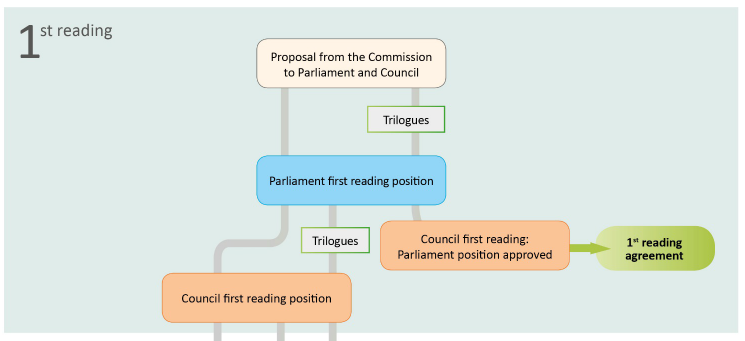 1st reading
Proposal from the Commission
to Parliament and Council
Trilogues
Parliament first reading position
Trilogues
Council first reading:
Parliament position approved
1st reading
agreement
Council first reading position